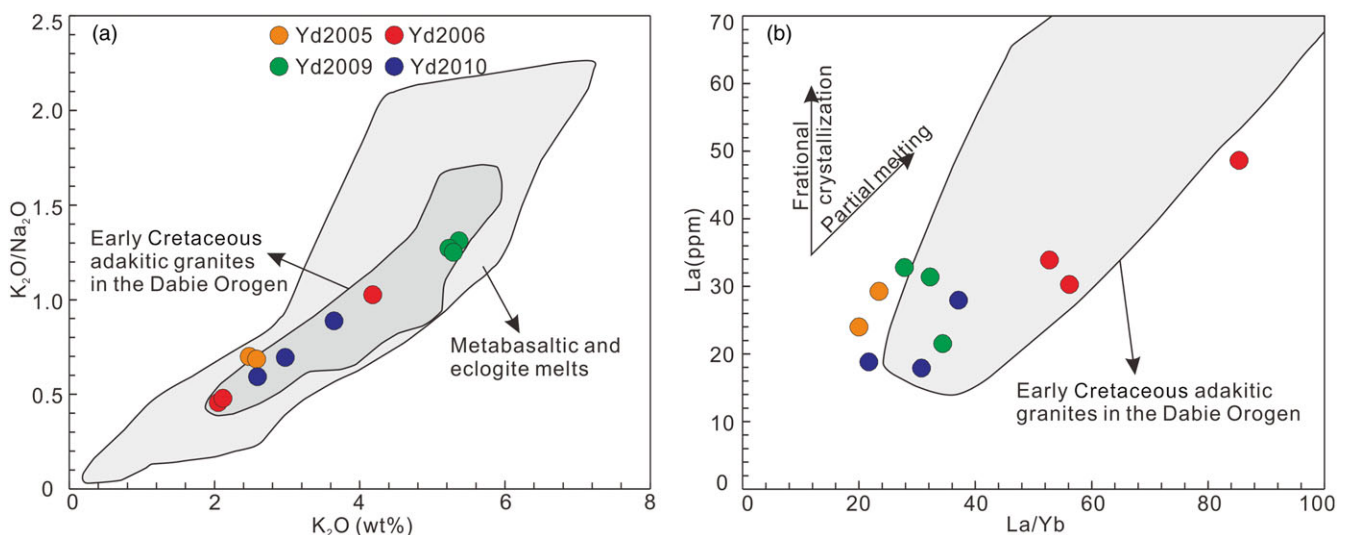 (a)
Yd2005
Yd2006
Yd2009
Yd2010
2.5
2.0
1.5
1.0
0.5
0
K₂O/Na₂O
Early Cretaceous
adakitic granites
in the Dabie Orogen
Metabasaltic and
eclogite melts
0
2
4
6
8
K₂O (wt%)
(b)
70
60
50
40
30
20
10
0
La(ppm)
Frational
crystallization
Partial melting
Early Cretaceous adakitic
granites in the Dabie Orogen
0
20
40
60
80
100
La/Yb